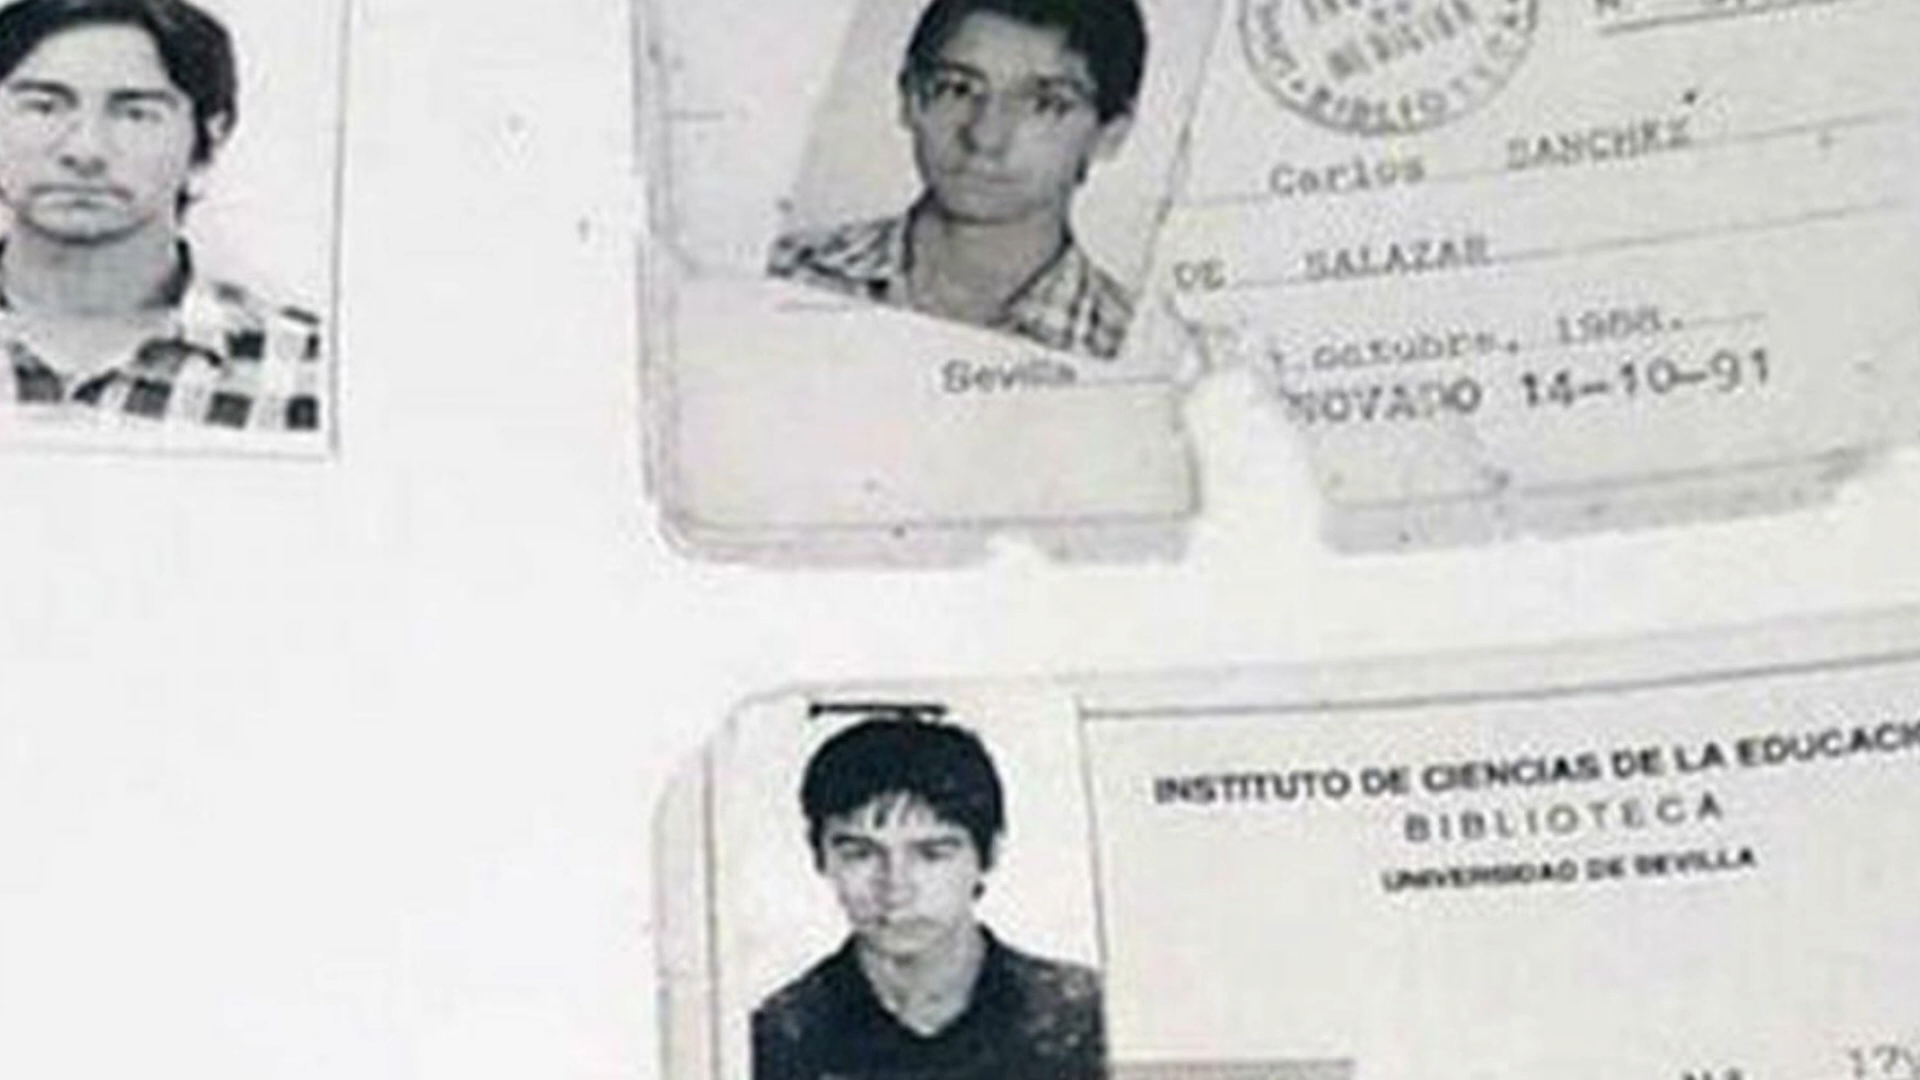 BIBLIOTECA
Carlos SANCHEZ
DE SALAZAR
Sevilla
octubre. 1988.
NOVADO 14-10-91
INSTITUTO DE CIENCIAS DE LA EDUCACI
BIBLIOTECA
UNIVERSIDAD DE SEVILLA